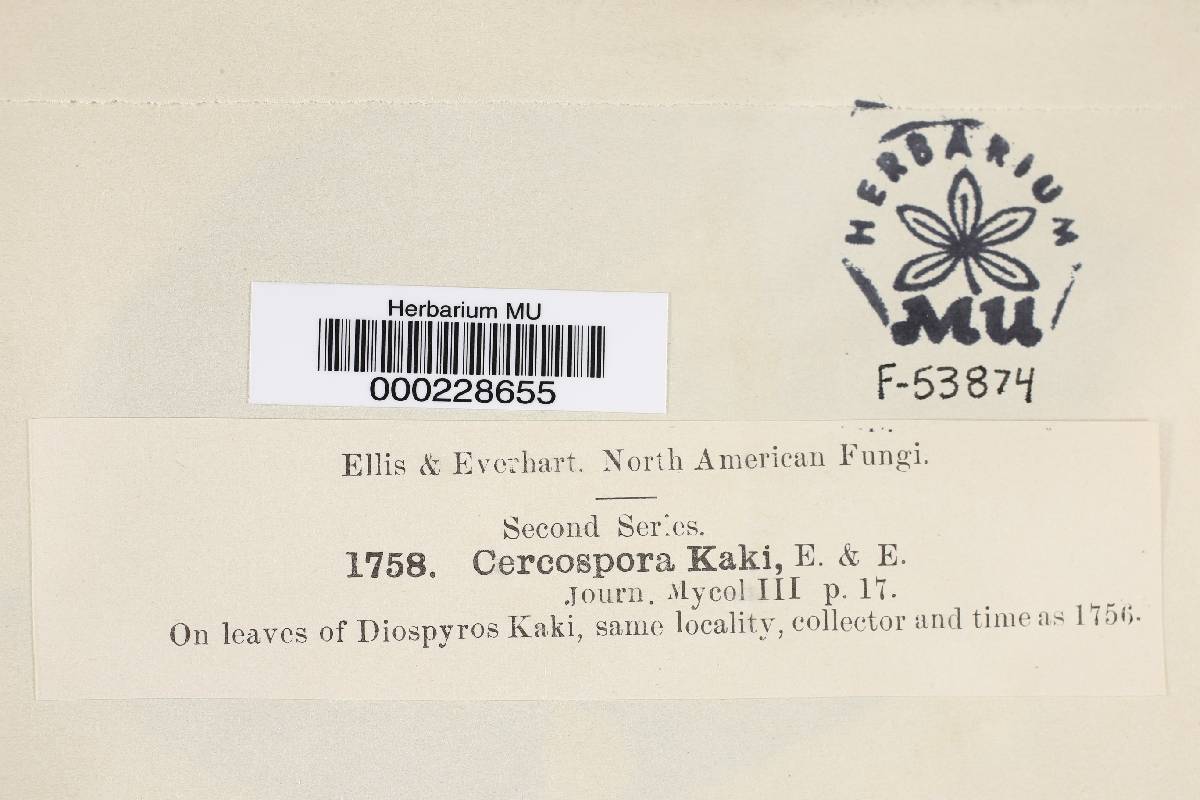 HERBARIUM
MU
F-53874
Herbarium MU
000228655
Ellis & Everhart. North American Fungi.
Second Series.
1758. Cercospora Kaki, E. & E.
Journ. Mycol III p. 17.
On leaves of Diospyros Kaki, same locality, collector and time as 1756.